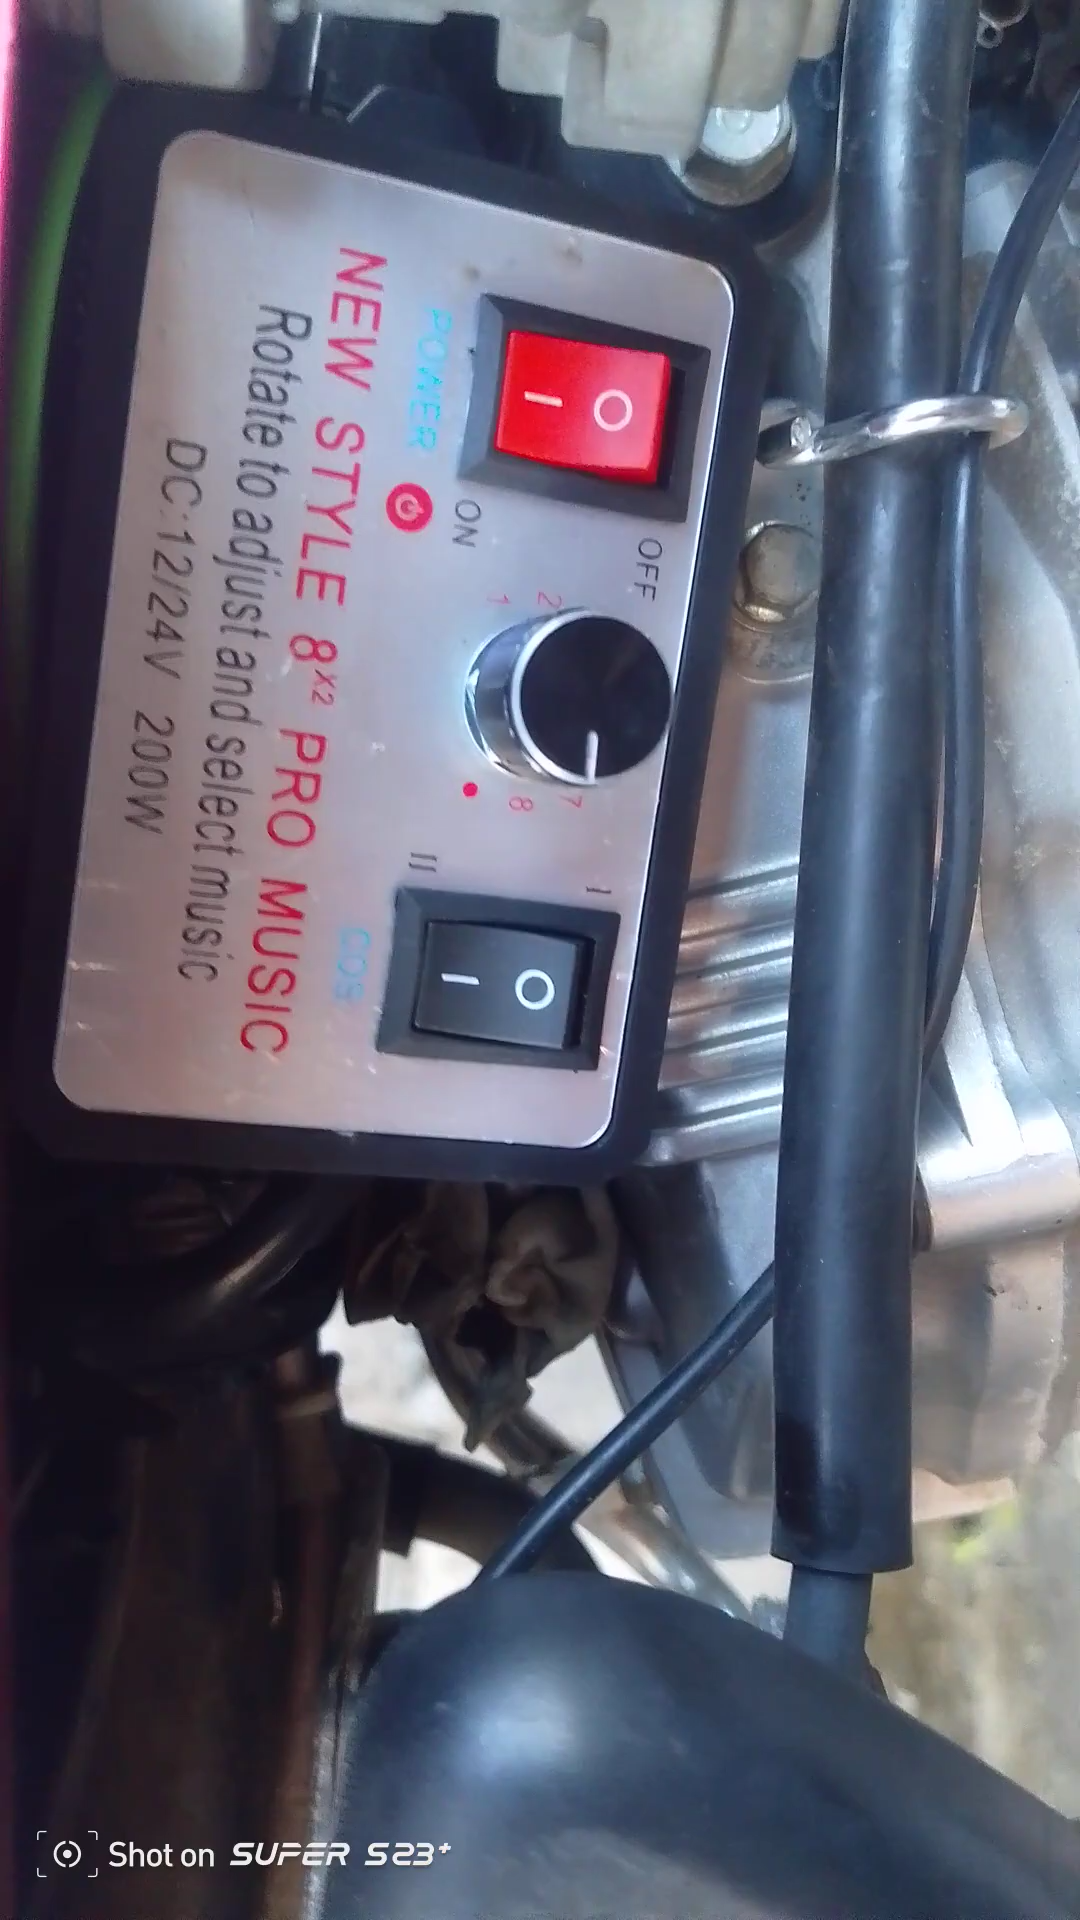 DC:12/24V 200W
Rotate to adjust and select music
NEW STYLE 8X2 PRO MUSIC
POWER
ON
OFF
1
2
7
8
II
I
CDS
I O
I O
Shot on SUPER S23+